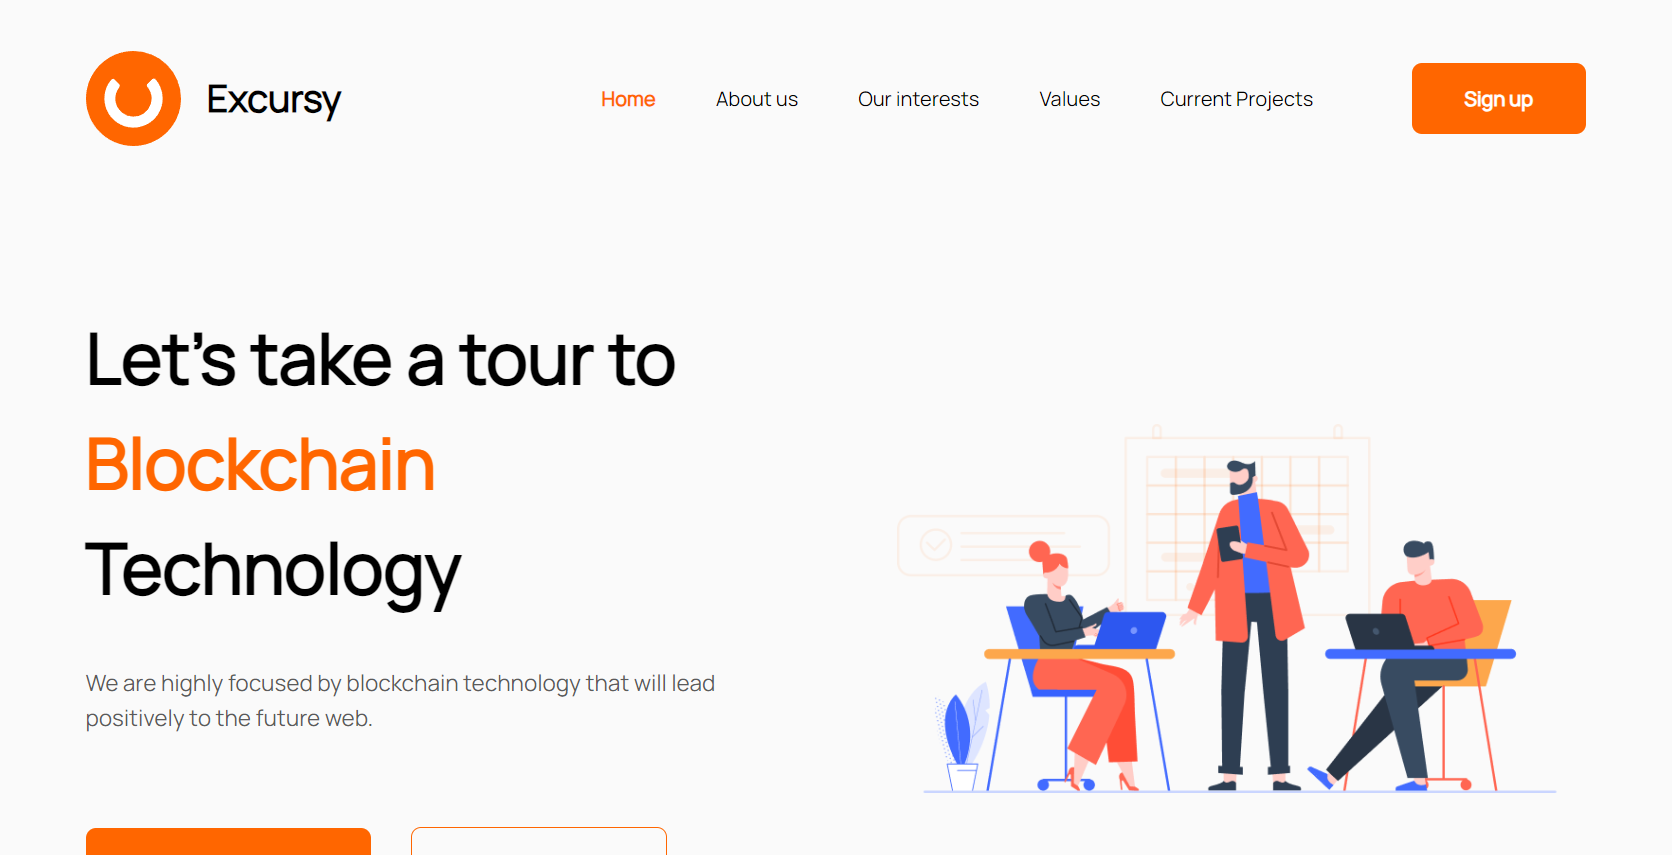 Excursy
Home
About us
Our interests
Values
Current Projects
Sign up
Let’s take a tour to
Blockchain
Technology
We are highly focused by blockchain technology that will lead
positively to the future web.